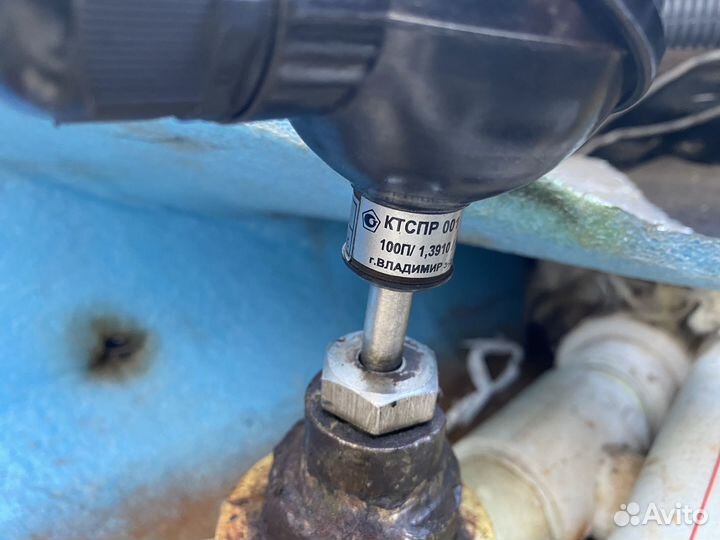 КТСПР 001
100П/ 1,3910
г.ВЛАДИМИР
Avito